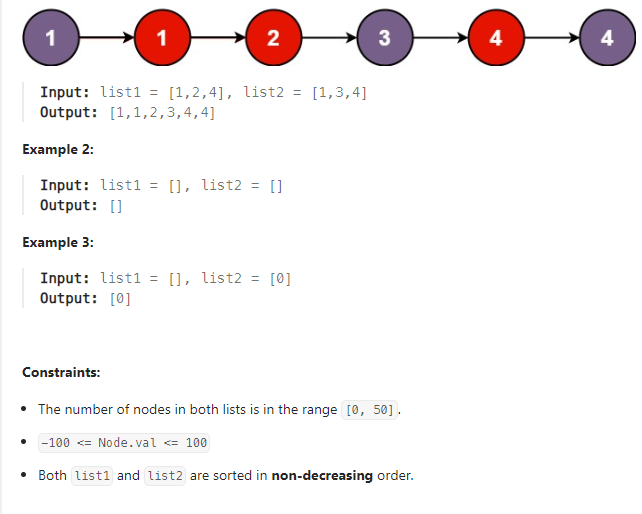 1 1 2 3 4 4
Input: list1 = [1,2,4], list2 = [1,3,4]
Output: [1,1,2,3,4,4]
Example 2:
Input: list1 = [], list2 = []
Output: []
Example 3:
Input: list1 = [], list2 = [0]
Output: [0]
Constraints:
• The number of nodes in both lists is in the range [0, 50].
• -100 <= Node.val <= 100
• Both list1 and list2 are sorted in non-decreasing order.